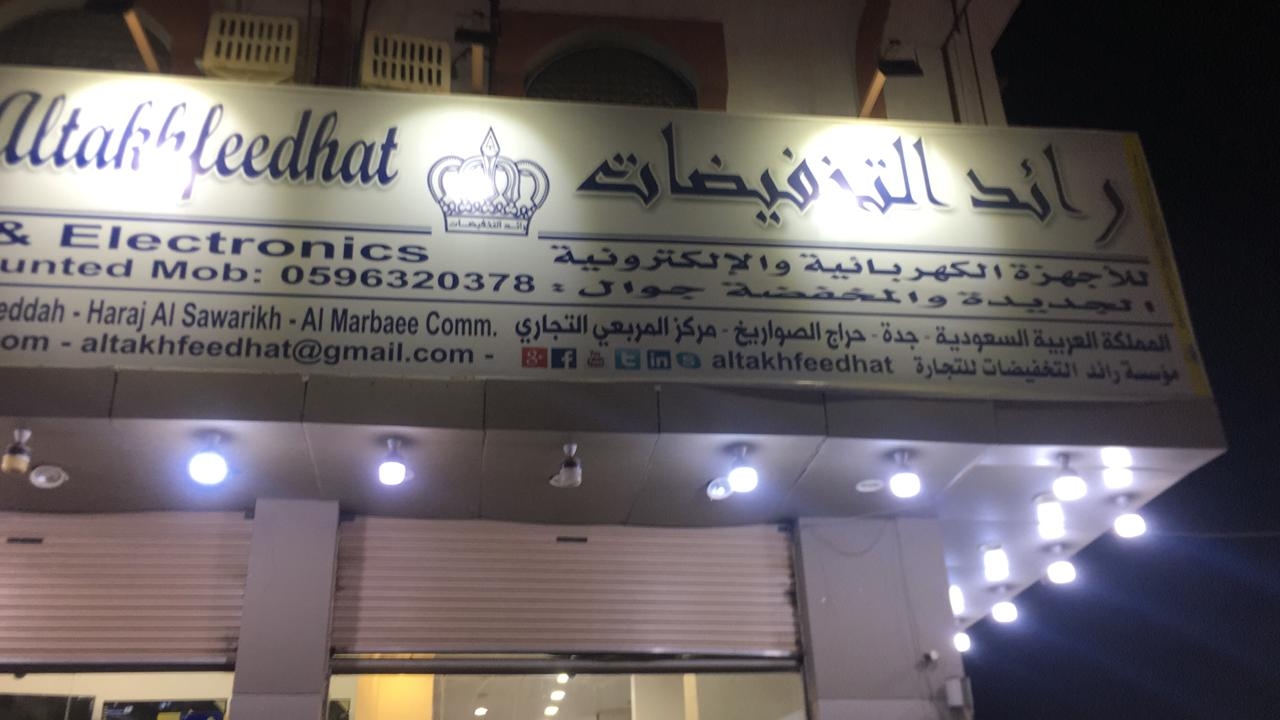 Altakhfeedhat
رائد التخفيضات
رائد التخفيضات
& Electronics
للأجهزة الكهربائية والإلكترونية
unted Mob: 0596320378
الجديدة والمخفضة جوال :
eddah - Haraj Al Sawarikh - Al Marbaee Comm.
المملكة العربية السعودية - جدة - حراج الصواريخ - مركز المربعي التجاري
om - altakhfeedhat@gmail.com -
altakhfeedhat
مؤسسة رائد التخفيضات للتجارة